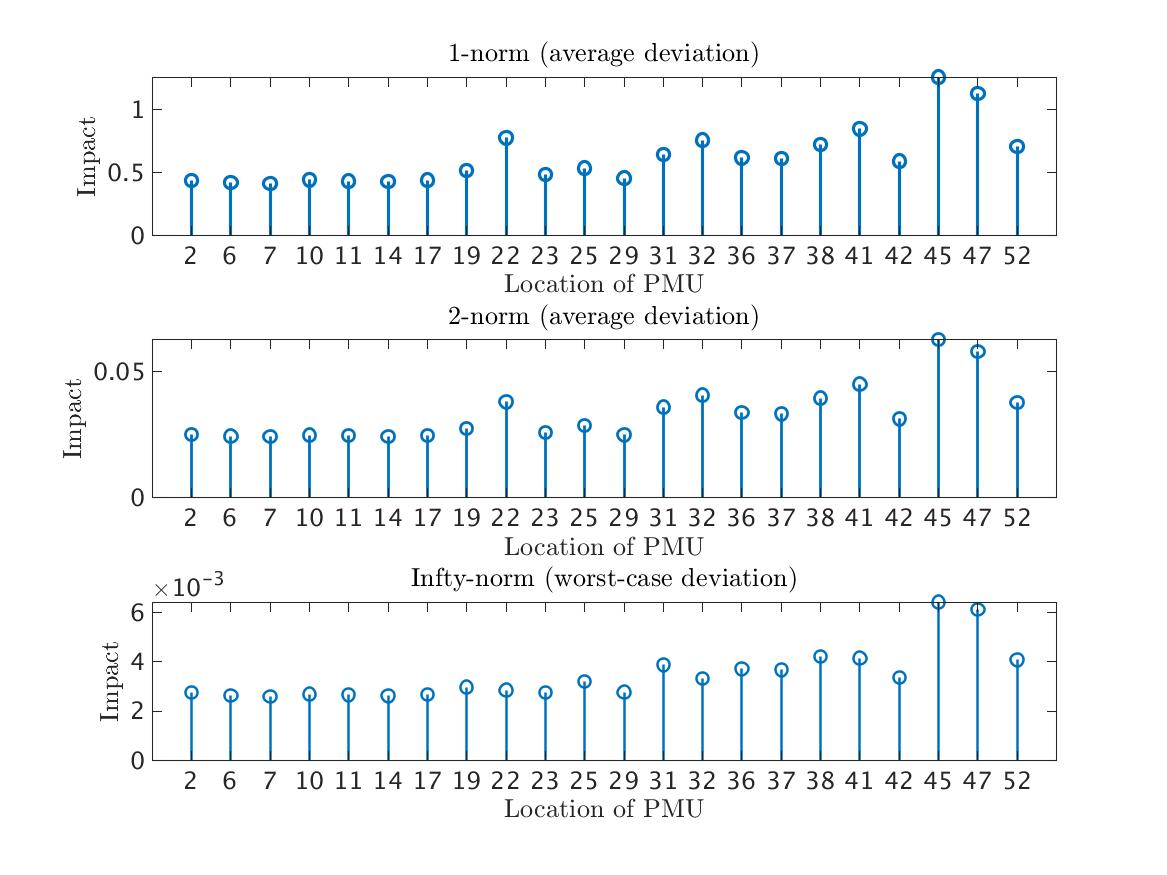 1-norm (average deviation)
1
0.5
0
Impact
2 6 7 10 11 14 17 19 22 23 25 29 31 32 36 37 38 41 42 45 47 52
Location of PMU
2-norm (average deviation)
0.05
0
Impact
2 6 7 10 11 14 17 19 22 23 25 29 31 32 36 37 38 41 42 45 47 52
Location of PMU
Infty-norm (worst-case deviation)
×10⁻³
6
4
2
0
Impact
2 6 7 10 11 14 17 19 22 23 25 29 31 32 36 37 38 41 42 45 47 52
Location of PMU